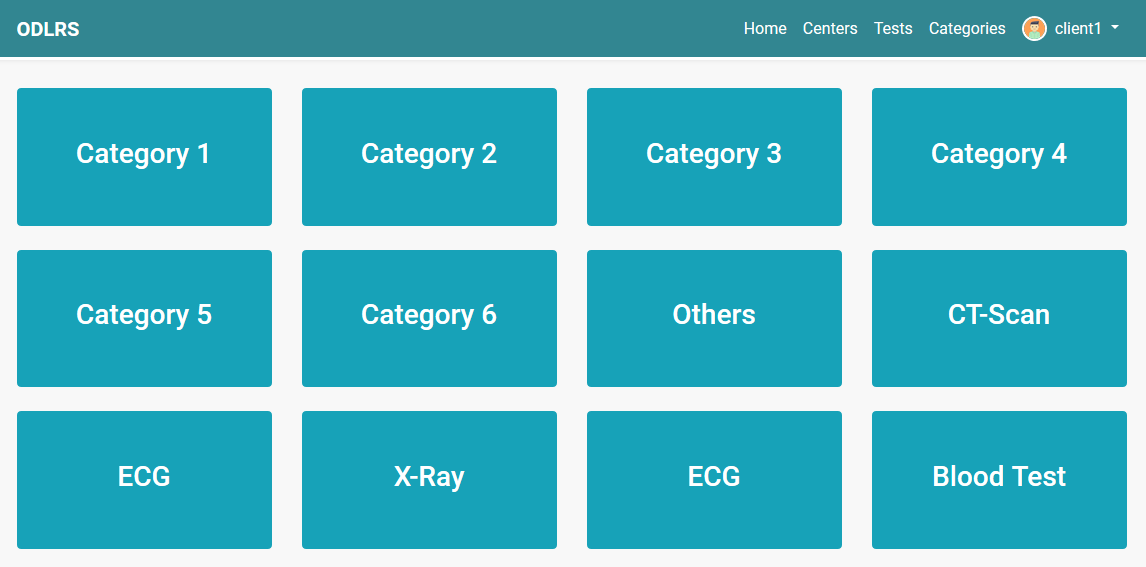 ODLRS
Home Centers Tests Categories client1
Category 1 Category 2 Category 3 Category 4
Category 5 Category 6 Others CT-Scan
ECG X-Ray ECG Blood Test